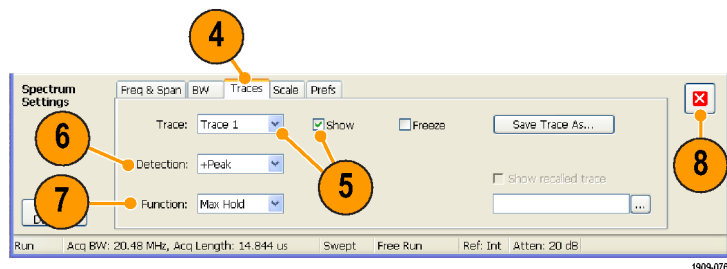 4
Spectrum
Settings
Freq & Span BW Traces Scale Prefs
Trace: Trace 1 Show Freeze Save Trace As...
6
Detection: +Peak
5
8
Show recalled trace
7
Function: Max Hold
...
Run Acq BW: 20.48 MHz, Acq Length: 14.844 us Swept Free Run Ref: Int Atten: 20 dB
1909-076